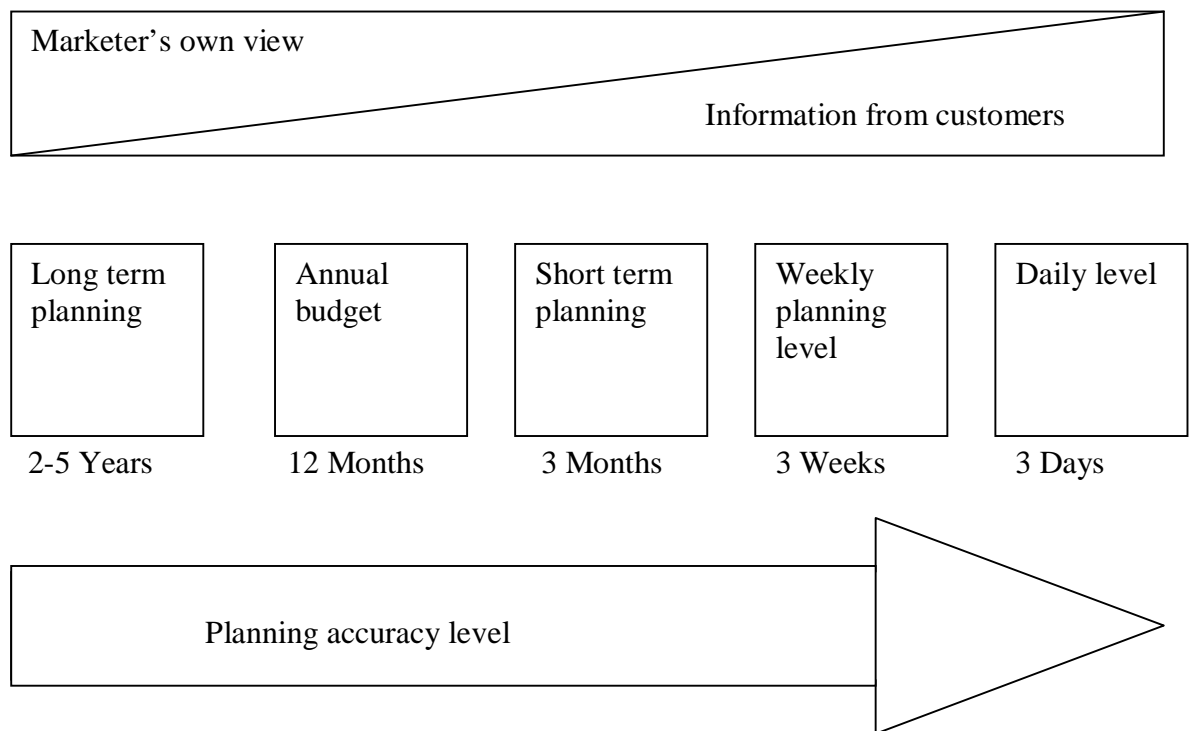 Marketer’s own view
Information from customers
Long term
planning
Annual
budget
Short term
planning
Weekly
planning
level
Daily level
2-5 Years
12 Months
3 Months
3 Weeks
3 Days
Planning accuracy level